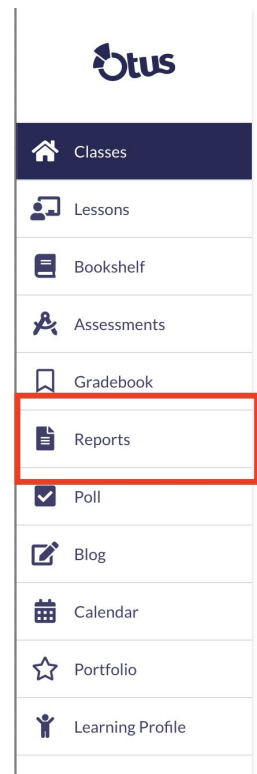 Otus
Classes
Lessons
Bookshelf
Assessments
Gradebook
Reports
Poll
Blog
Calendar
Portfolio
Learning Profile